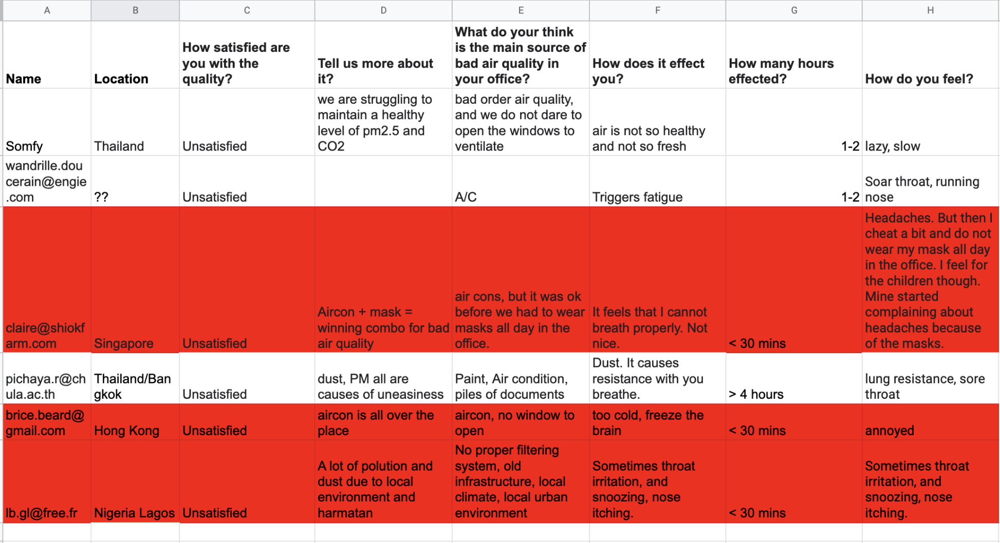 A B C D E F G H
Name
Location
How satisfied are
you with the
quality?
Tell us more about
it?
What do your think
is the main source of
bad air quality in
your office?
How does it effect
you?
How many hours
effected?
How do you feel?
Somfy
Thailand
Unsatisfied
we are struggling to
maintain a healthy
level of pm2.5 and
CO2
bad order air quality,
and we do not dare to
open the windows to
ventilate
air is not so healthy
and not so fresh
1-2
lazy, slow
wandrille.dou
cerain@engie
.com
??
Unsatisfied
A/C
Triggers fatigue
1-2
Soar throat, running
nose
claire@shiokf
arm.com
Singapore
Unsatisfied
Aircon + mask =
winning combo for bad
air quality
air cons, but it was ok
before we had to wear
masks all day in the
office.
It feels that I cannot
breath properly. Not
nice.
< 30 mins
Headaches. But then I
cheat a bit and do not
wear my mask all day
in the office. I feel for
the children though.
Mine started
complaining about
headaches because
of the masks.
pichaya.r@ch
ula.ac.th
Thailand/Ban
gkok
Unsatisfied
dust, PM all are
causes of uneasiness
Paint, Air condition,
piles of documents
Dust. It causes
resistance with you
breathe.
> 4 hours
lung resistance, sore
throat
brice.beard@
gmail.com
Hong Kong
Unsatisfied
aircon is all over the
place
aircon, no window to
open
too cold, freeze the
brain
< 30 mins
annoyed
lb.gl@free.fr
Nigeria Lagos
Unsatisfied
A lot of polution and
dust due to local
environment and
harmatan
No proper filtering
system, old
infrastructure, local
climate, local urban
environment
Sometimes throat
irritation, and
snoozing, nose
itching.
< 30 mins
Sometimes throat
irritation, and
snoozing, nose
itching.